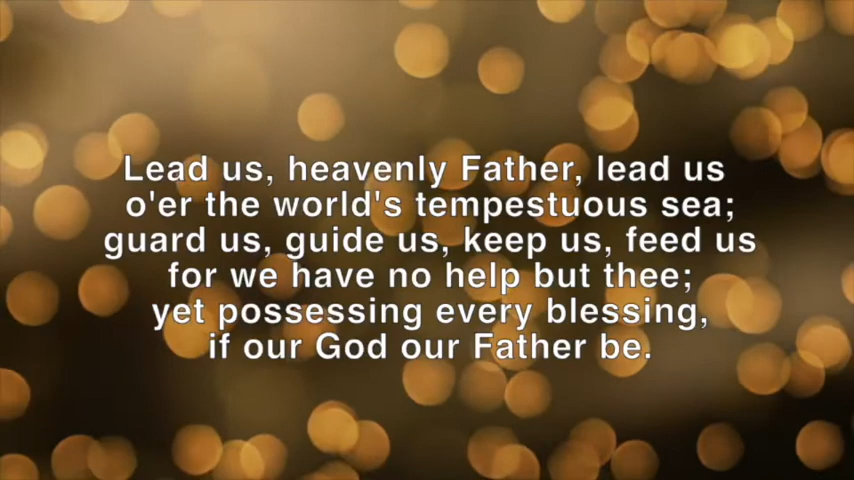 Lead us, heavenly Father, lead us
o'er the world's tempestuous sea;
guard us, guide us, keep us, feed us
for we have no help but thee;
yet possessing every blessing,
if our God our Father be.